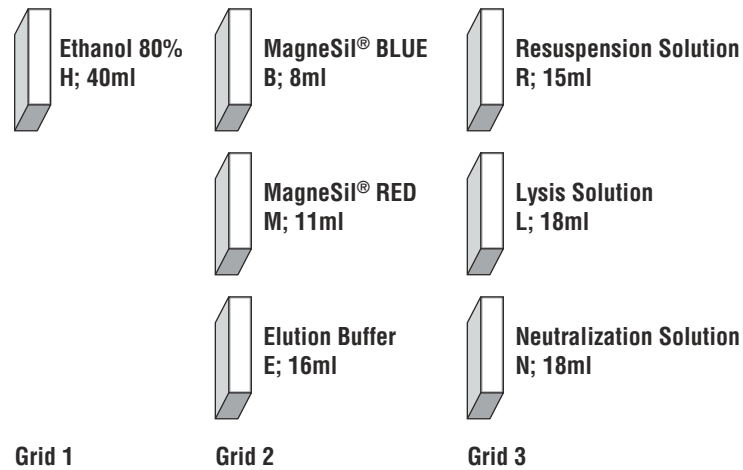 Ethanol 80%
H; 40ml
MagneSil® BLUE
B; 8ml
Resuspension Solution
R; 15ml
MagneSil® RED
M; 11ml
Lysis Solution
L; 18ml
Elution Buffer
E; 16ml
Neutralization Solution
N; 18ml
Grid 1
Grid 2
Grid 3